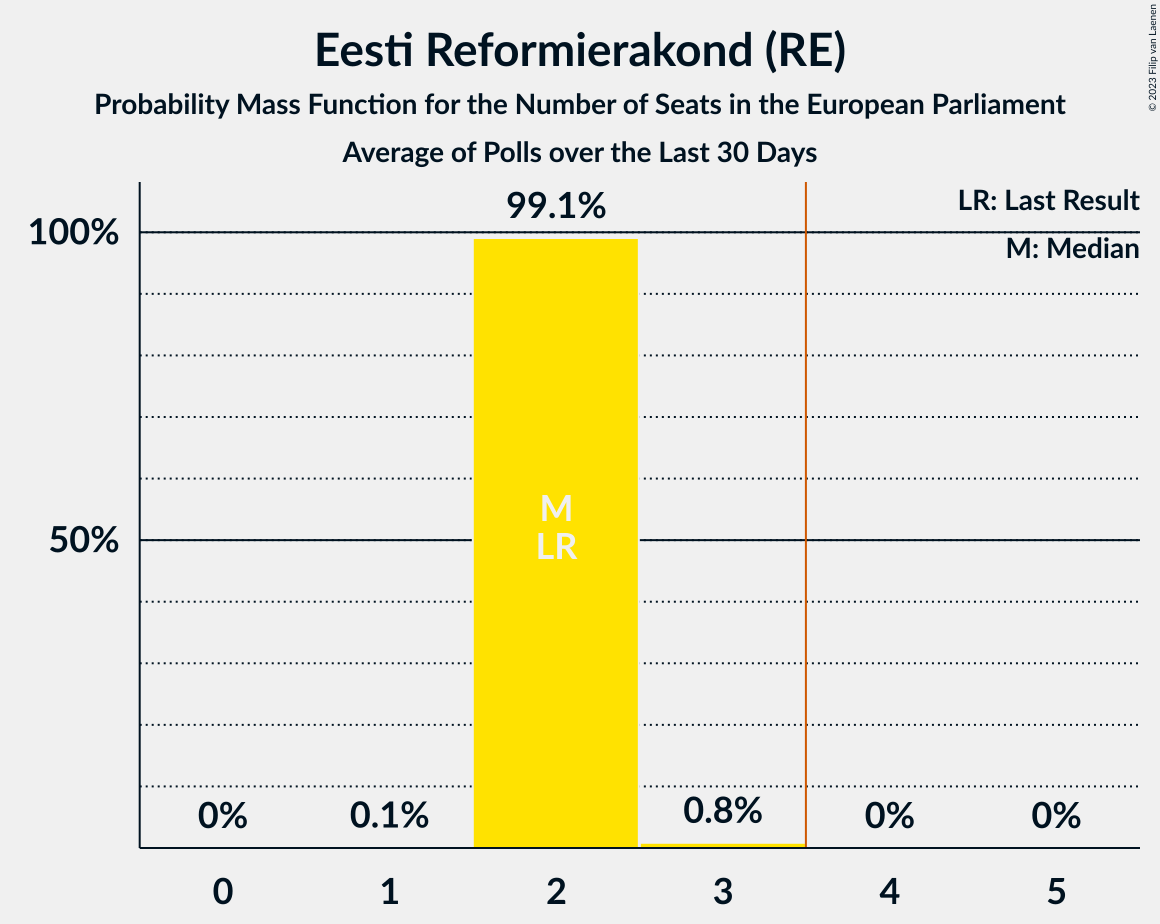 Eesti Reformierakond (RE)
Probability Mass Function for the Number of Seats in the European Parliament
Average of Polls over the Last 30 Days
© 2023 Filip van Laenen
LR: Last Result
M: Median
99.1%
100%
50%
M
LR
0%
0.1%
0.8%
0%
0%
0
1
2
3
4
5